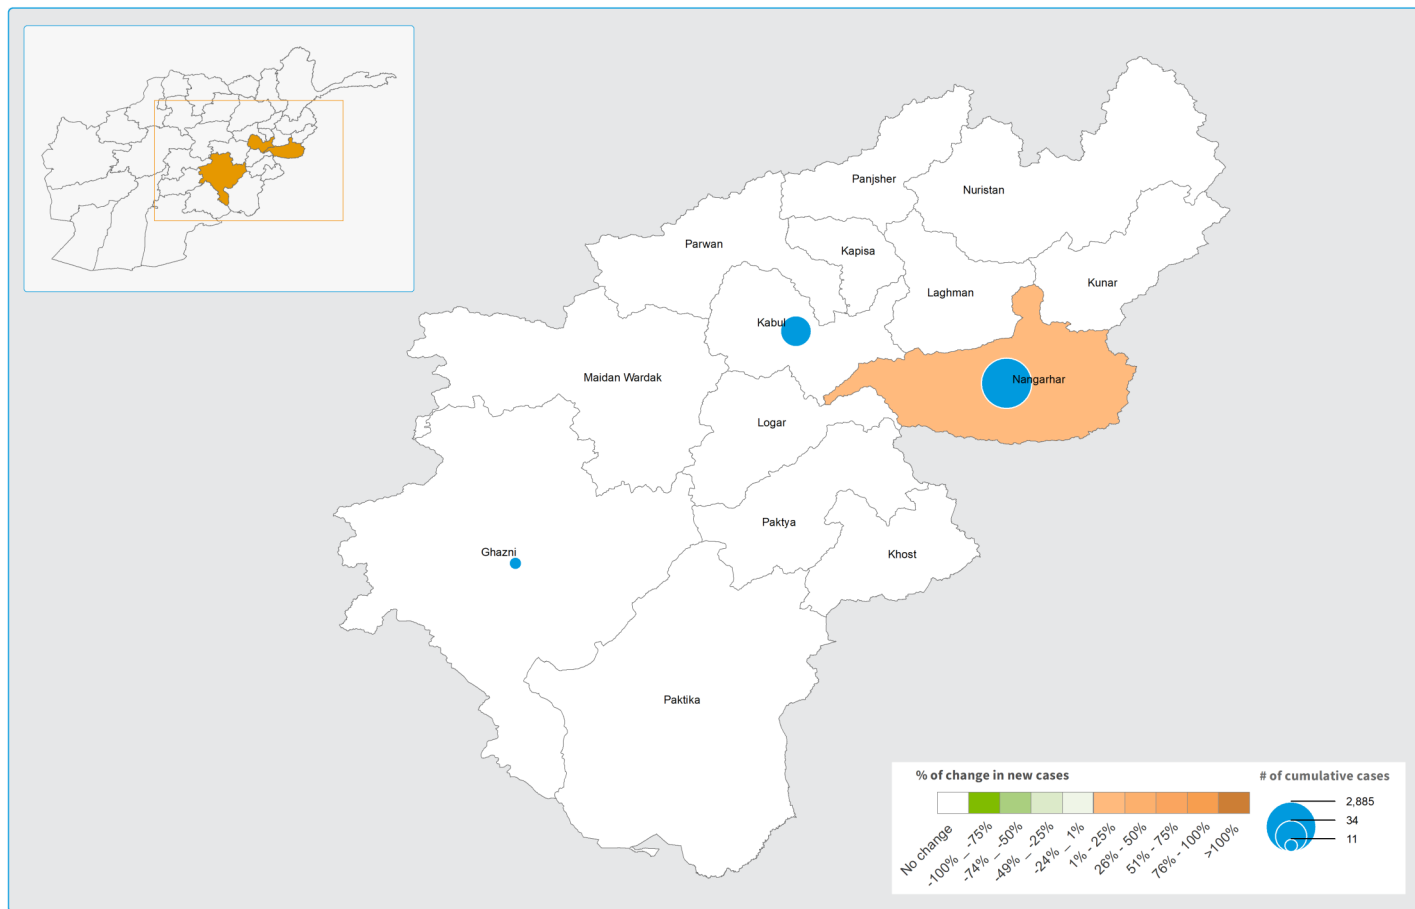 Panjsher
Nuristan
Parwan
Kapisa
Kunar
Laghman
Kabul
Maidan Wardak
Nangarhar
Logar
Paktya
Ghazni
Khost
Paktika
% of change in new cases
# of cumulative cases
2,885
34
11
No change
-100% – -75%
-74% – -50%
-49% – -25%
-24% – 1%
1% - 25%
26% - 50%
51% - 75%
76% - 100%
>100%